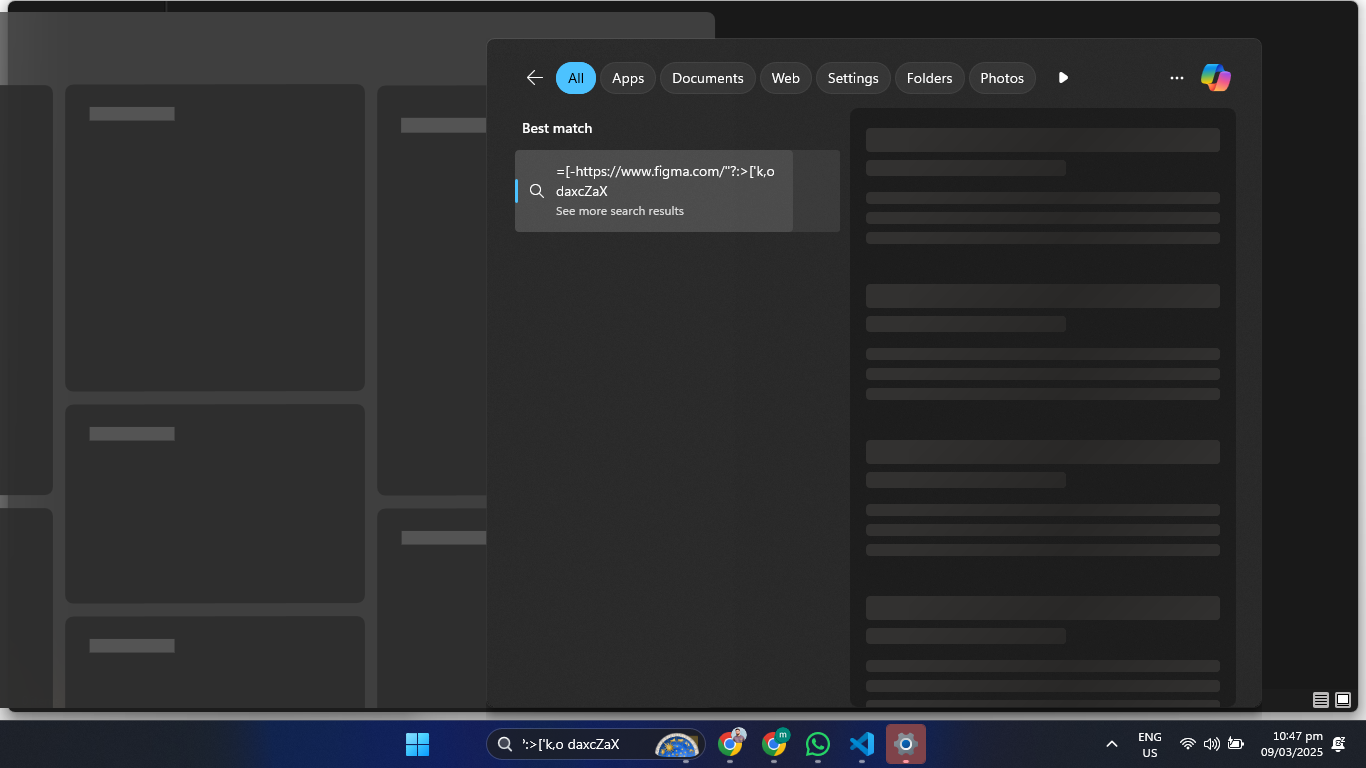 All
Apps
Documents
Web
Settings
Folders
Photos
Best match
=[-https://www.figma.com/"?:>['k,o
daxcZaX
See more search results
':>['k,o daxcZaX
m
ENG
US
10:47 pm
09/03/2025